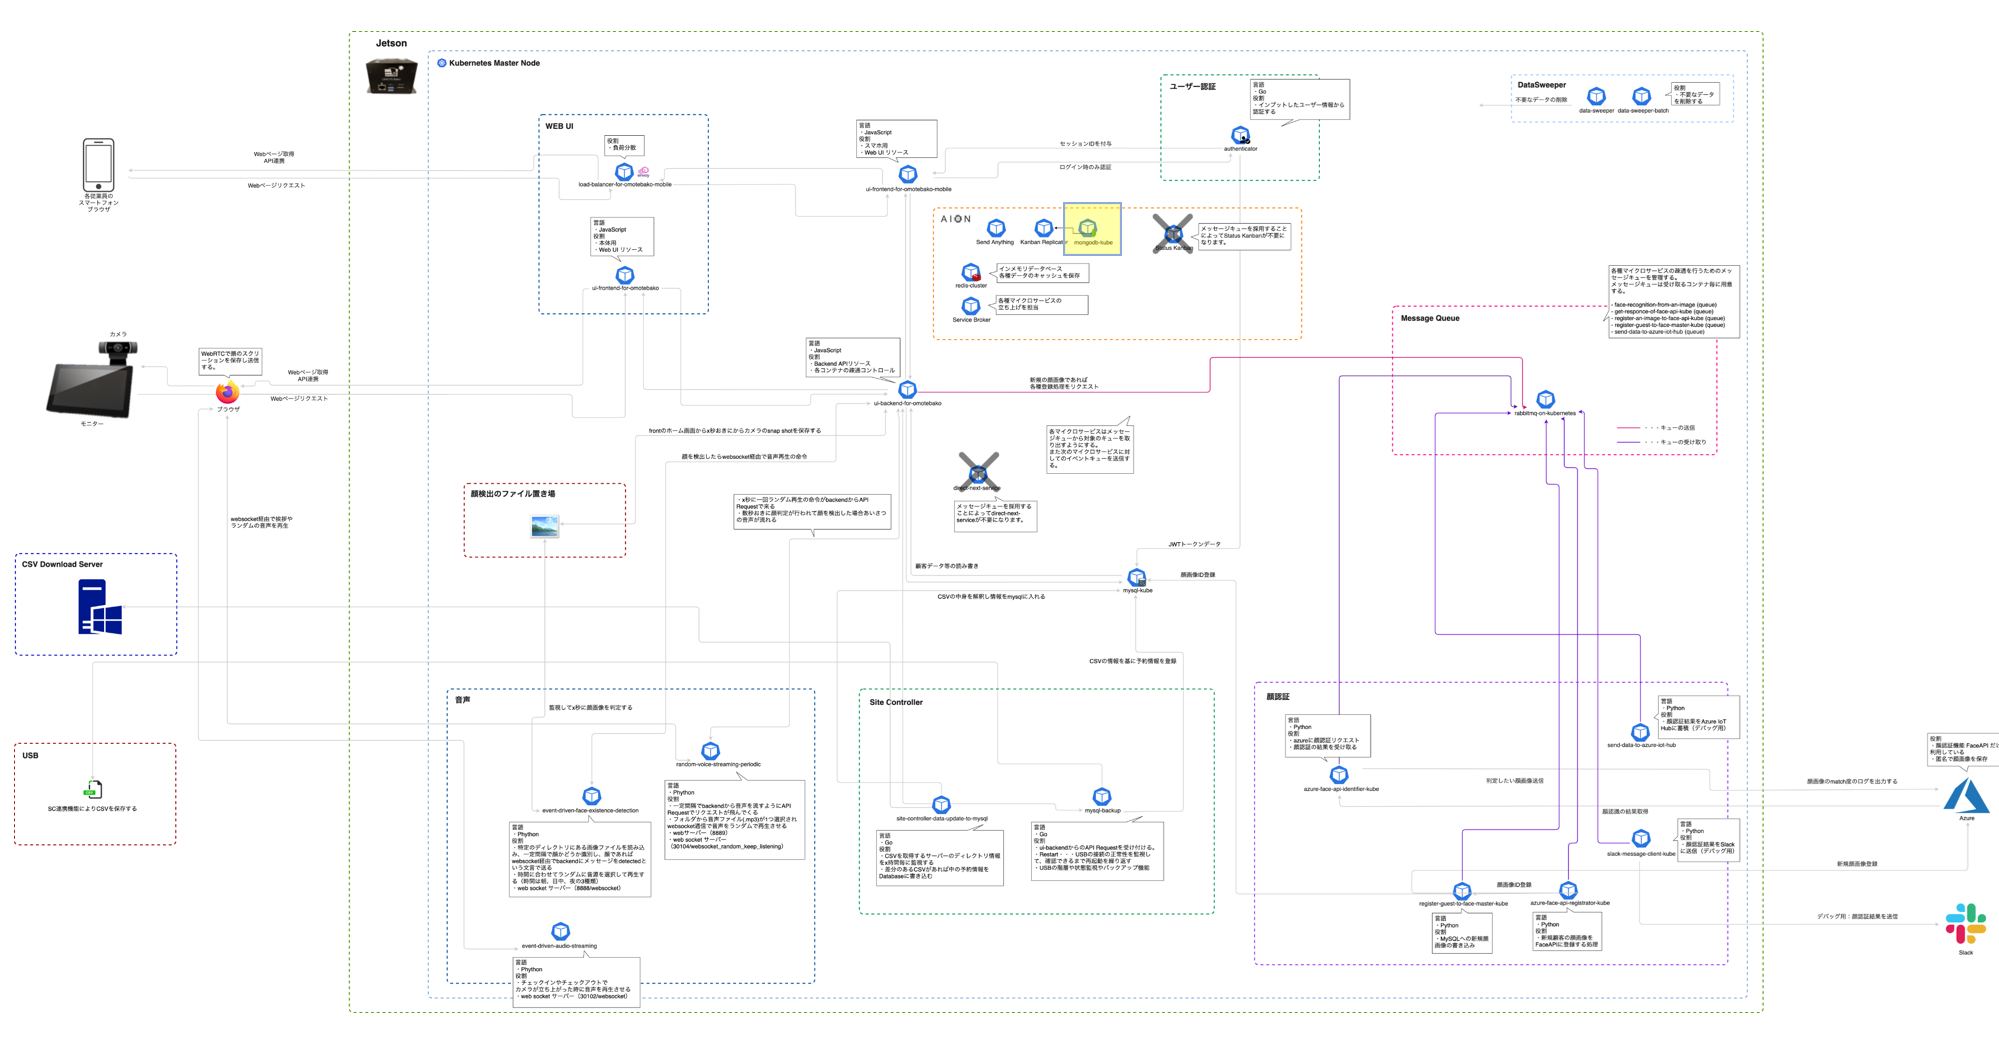 Jetson
Kubernetes Master Node
各従業員の
スマートフォン
ブラウザ
Webページ取得
API連携
Webページリクエスト
WEB UI
役割
・負荷分散
envoy
load-balancer-for-omotebako-mobile
言語
・JavaScript
役割
・本体用
・Web UI リソース
ui-frontend-for-omotebako
言語
・JavaScript
役割
・スマホ用
・Web UI リソース
ui-frontend-for-omotebako-mobile
セッションIDを付与
ログイン時のみ認証
ユーザー認証
言語
・Go
役割
・インプットしたユーザー情報から
認証する
authenticator
DataSweeper
不要なデータの削除
data-sweeper
data-sweeper-batch
役割
・不要なデータ
を削除する
AION
Send Anything
Kanban Replicator
mongodb-kube
Status Kanban
メッセージキューを採用すること
によってStatus Kanbanが不要に
なります。
redis-cluster
インメモリデータベース
各種データのキャッシュを保存
Service Broker
各種マイクロサービスの
立ち上げを担当
各種マイクロサービスの疎通を行うためのメッ
セージキューを管理する。
メッセージキューは受け取るコンテナ毎に用意
する。
- face-recognition-from-an-image (queue)
- get-responce-of-face-api-kube (queue)
- register-an-image-to-face-api-kube (queue)
- register-guest-to-face-master-kube (queue)
- send-data-to-azure-iot-hub (queue)
Message Queue
rabbitmq-on-kubernetes
・・・キューの送信
・・・キューの受け取り
カメラ
モニター
WebRTCで顔のスクリ
ーションを保存し送信
する。
ブラウザ
Webページ取得
API連携
Webページリクエスト
言語
・JavaScript
役割
・Backend APIリソース
・各コンテナの疎通コントロール
ui-backend-for-omotebako
新規の顔画像であれば
各種登録処理をリクエスト
frontのホーム画面からx秒おきにからカメラのsnap shotを保存する
顔を検出したらwebsocket経由で音声再生の命令
各マイクロサービスはメッセー
ジキューから対象のキューを取
り出すようにする。
また次のマイクロサービスに対
してのイベントキューを送信す
る。
direct-next-service
メッセージキューを採用する
ことによってdirect-next-
serviceが不要になります。
顔検出のファイル置き場
・x秒に一回ランダム再生の命令がbackendからAPI
Requestで来る
・数秒おきに顔判定が行われて顔を検出した場合あいさつ
の音声が流れる
websocket経由で挨拶や
ランダムの音声を再生
JWTトークンデータ
顧客データ等の読み書き
mysql-kube
顔画像ID登録
CSVの中身を解釈し情報をmysqlに入れる
CSV Download Server
CSVの情報を基に予約情報を登録
USB
CSV
SC連携機能によりCSVを保存する
音声
監視してx秒に顔画像を判定する
random-voice-streaming-periodic
言語
・Phython
役割
・一定間隔でbackendから音声を流すようにAPI
Requestでリクエストが飛んでくる
・フォルダから音声ファイル(.mp3)が1つ選択され
websocket通信で音声をランダムで再生させる
・webサーバー（8889）
・web socket サーバー
（30104/websocket_random_keep_listening）
event-driven-face-existence-detection
言語
・Phython
役割
・特定のディレクトリにある画像ファイルを読み込
み、一定間隔で顔かどうか識別し、顔であれば
websocket経由でbackendにメッセージをdetectedと
いう文言で送る
・時間に合わせてランダムに音源を選択して再生す
る（時間は朝、日中、夜の3種類）
・web socket サーバー（8888/websocket）
event-driven-audio-streaming
言語
・Phython
役割
・チェックインやチェックアウトで
カメラが立ち上がった時に音声を再生させる
・web socket サーバー（30102/websocket）
Site Controller
site-controller-data-update-to-mysql
言語
・Go
役割
・CSVを取得するサーバーのディレクトリ情報
をx時間毎に監視する
・差分のあるCSVがあれば中の予約情報を
Databaseに書き込む
mysql-backup
言語
・Go
役割
・ui-backendからのAPI Requestを受け付ける。
・Restart・・・USBの接続の正常性を監視し
て、確認できるまで再起動を繰り返す
・USBの階層や状態監視やバックアップ機能
顔認証
言語
・Python
役割
・azureに顔認証リクエスト
・顔認証の結果を受け取る
azure-face-api-identifier-kube
言語
・Python
役割
・顔認証結果をAzure IoT
Hubに蓄積（デバッグ用）
send-data-to-azure-iot-hub
判定したい顔画像送信
顔認識の結果取得
言語
・Python
役割
・顔認証結果をSlack
に送信（デバッグ用）
slack-message-client-kube
顔画像ID登録
register-guest-to-face-master-kube
言語
・Python
役割
・MySQLへの新規顔
画像の書き込み
azure-face-api-registrator-kube
言語
・Python
役割
・新規顧客の顔画像を
FaceAPIに登録する処理
役割
・顔認証機能 FaceAPI だけ
利用している
・匿名で顔画像を保存
顔画像のmatch度のログを出力する
Azure
新規顔画像登録
デバッグ用：顔認証結果を送信
Slack